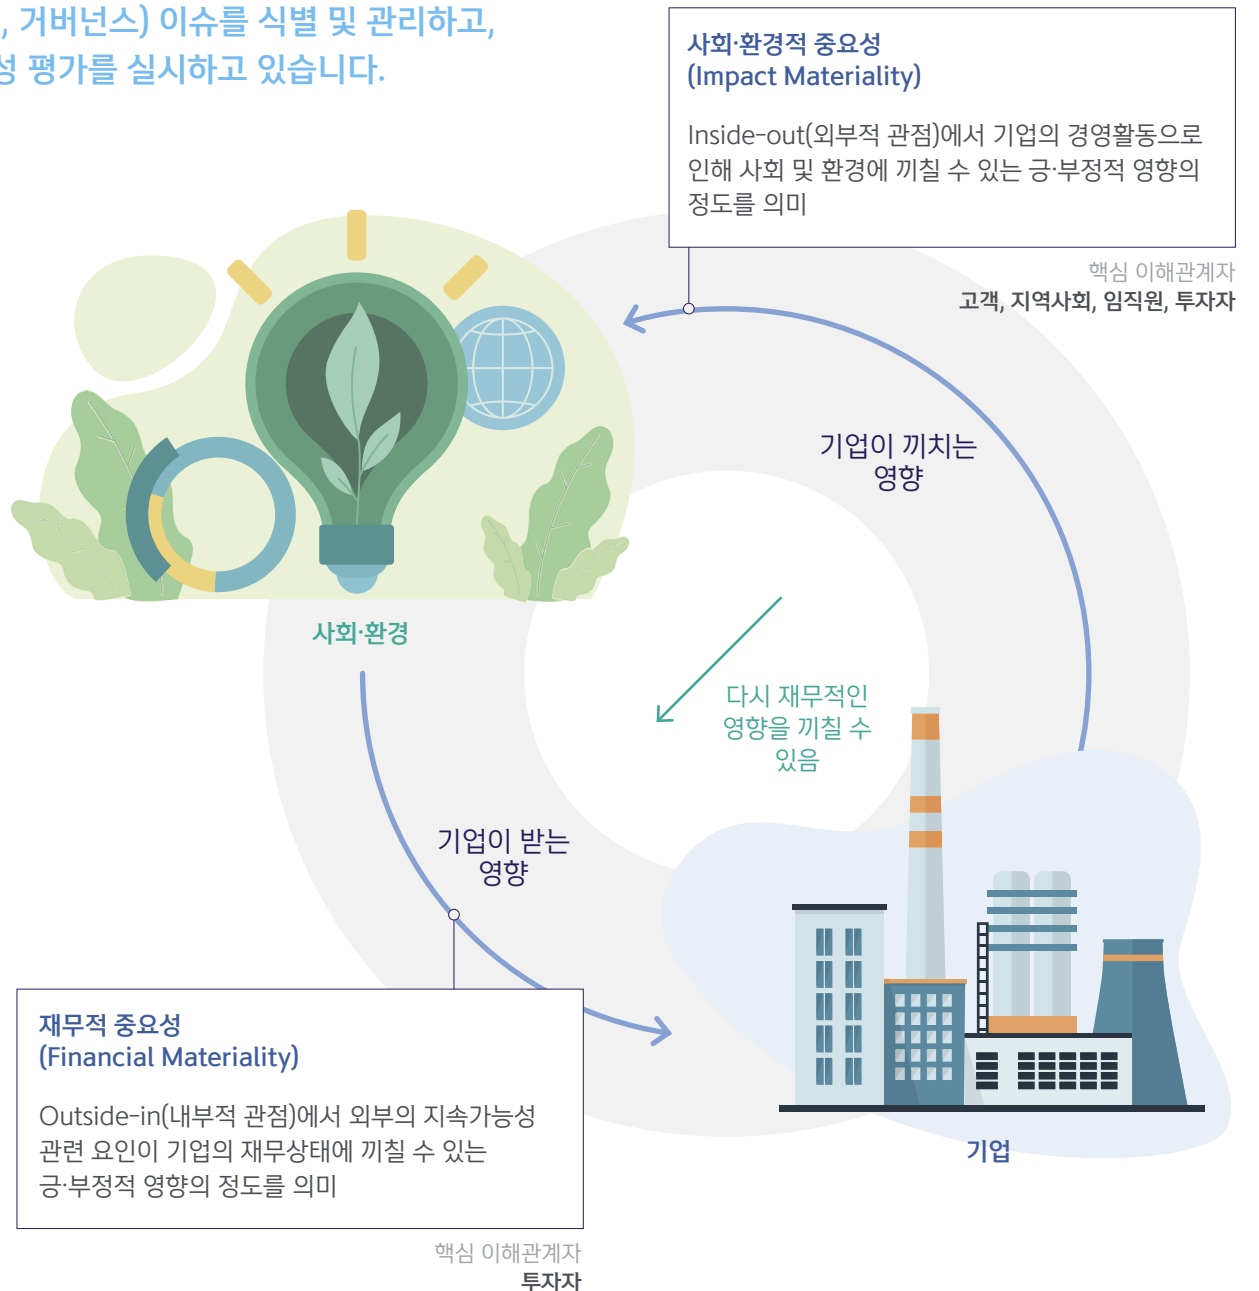 , 거버넌스) 이슈를 식별 및 관리하고,
성 평가를 실시하고 있습니다.
사회·환경적 중요성
(Impact Materiality)
Inside-out(외부적 관점)에서 기업의 경영활동으로
인해 사회 및 환경에 끼칠 수 있는 긍·부정적 영향의
정도를 의미
핵심 이해관계자
고객, 지역사회, 임직원, 투자자
기업이 끼치는
영향
사회·환경
다시 재무적인
영향을 끼칠 수
있음
기업이 받는
영향
재무적 중요성
(Financial Materiality)
Outside-in(내부적 관점)에서 외부의 지속가능성
관련 요인이 기업의 재무상태에 끼칠 수 있는
긍·부정적 영향의 정도를 의미
핵심 이해관계자
투자자
기업